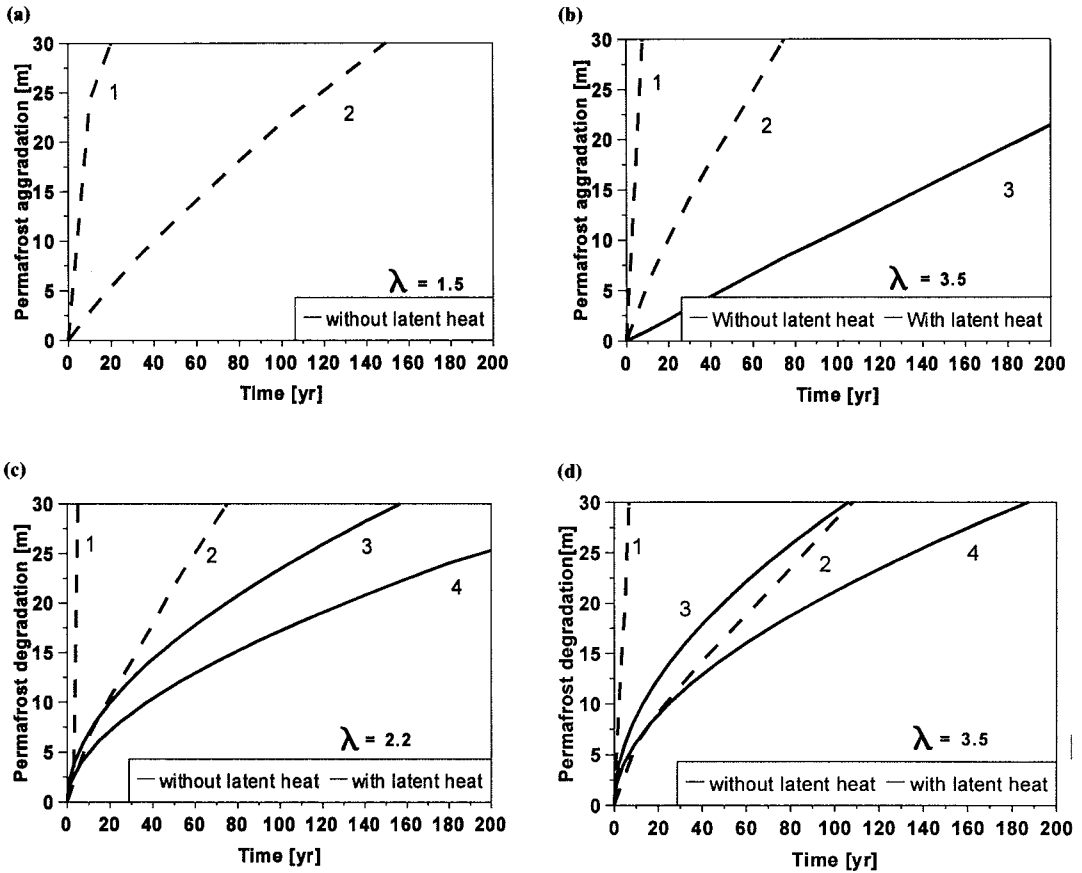 (a)
Permafrost aggradation [m]
30
25
20
15
10
5
0
1
2
λ = 1.5
without latent heat
0 20 40 60 80 100 120 140 160 180 200
Time [yr]
(b)
Permafrost aggradation [m]
30
25
20
15
10
5
0
1
2
3
λ = 3.5
Without latent heat With latent heat
0 20 40 60 80 100 120 140 160 180 200
Time [yr]
(c)
Permafrost degradation [m]
30
25
20
15
10
5
0
1
2
3
4
λ = 2.2
without latent heat with latent heat
0 20 40 60 80 100 120 140 160 180 200
Time [yr]
(d)
Permafrost degradation[m]
30
25
20
15
10
5
0
1
2
3
4
λ = 3.5
without latent heat with latent heat
0 20 40 60 80 100 120 140 160 180 200
Time [yr]